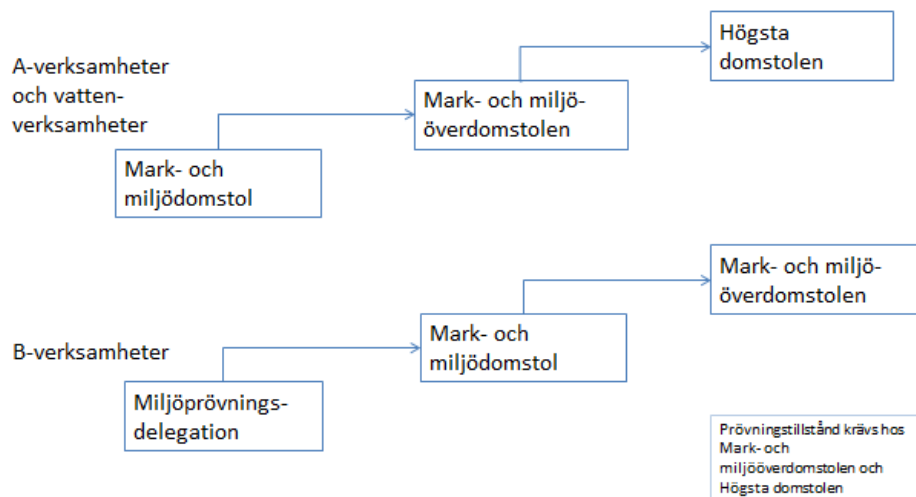 Högsta
domstolen
A-verksamheter
och vatten-
verksamheter
Mark- och miljö-
överdomstolen
Mark- och
miljödomstol
Mark- och miljö-
överdomstolen
Mark- och
miljödomstol
B-verksamheter
Miljöprövnings-
delegation
Prövningstillstånd krävs hos
Mark- och
miljööverdomstolen och
Högsta domstolen